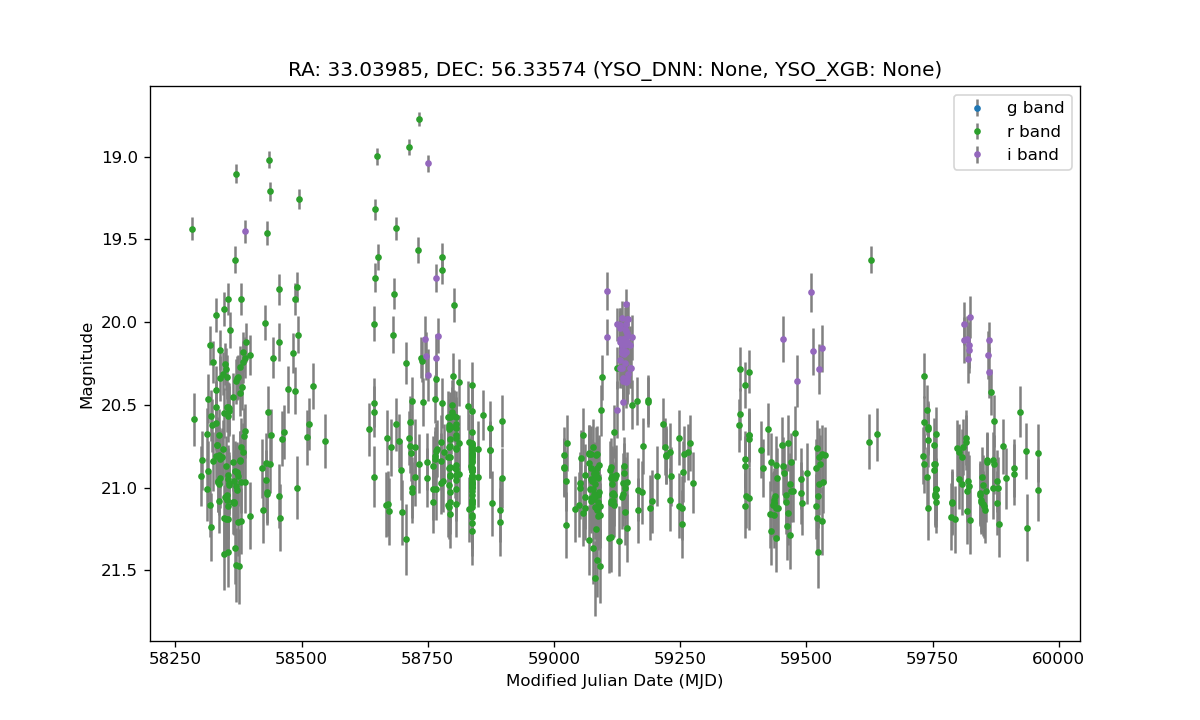 RA: 33.03985, DEC: 56.33574 (YSO_DNN: None, YSO_XGB: None)
g band
r band
i band
19.0
19.5
20.0
20.5
21.0
21.5
Magnitude
58250 58500 58750 59000 59250 59500 59750 60000
Modified Julian Date (MJD)